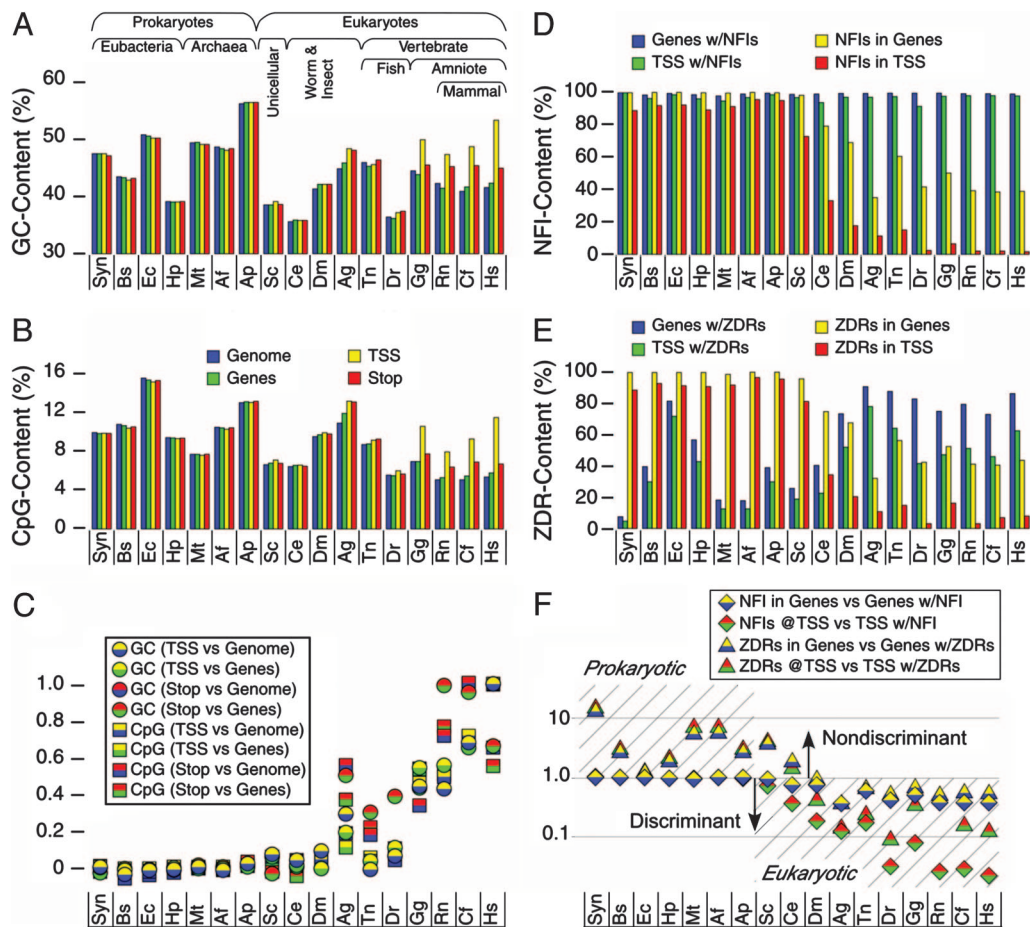 A
Prokaryotes
Eukaryotes
Eubacteria
Archaea
Unicellular
Worm &
Insect
Vertebrate
Fish
Amniote
Mammal
GC-Content (%)
60
50
40
30
Syn Bs Ec Hp Mt Af Ap Sc Ce Dm Ag Tn Dr Gg Rn Cf Hs
B
Genome
TSS
Genes
Stop
CpG-Content (%)
16
12
8
4
0
Syn Bs Ec Hp Mt Af Ap Sc Ce Dm Ag Tn Dr Gg Rn Cf Hs
C
GC (TSS vs Genome)
GC (TSS vs Genes)
GC (Stop vs Genome)
GC (Stop vs Genes)
CpG (TSS vs Genome)
CpG (TSS vs Genes)
CpG (Stop vs Genome)
CpG (Stop vs Genes)
1.0
0.8
0.6
0.4
0.2
0
Syn Bs Ec Hp Mt Af Ap Sc Ce Dm Ag Tn Dr Gg Rn Cf Hs
D
Genes w/NFIs
NFIs in Genes
TSS w/NFIs
NFIs in TSS
NFI-Content (%)
100
80
60
40
20
0
Syn Bs Ec Hp Mt Af Ap Sc Ce Dm Ag Tn Dr Gg Rn Cf Hs
E
Genes w/ZDRs
ZDRs in Genes
TSS w/ZDRs
ZDRs in TSS
ZDR-Content (%)
100
80
60
40
20
0
Syn Bs Ec Hp Mt Af Ap Sc Ce Dm Ag Tn Dr Gg Rn Cf Hs
F
NFI in Genes vs Genes w/NFI
NFIs @TSS vs TSS w/NFI
ZDRs in Genes vs Genes w/ZDRs
ZDRs @TSS vs TSS w/ZDRs
Prokaryotic
10
1.0
0.1
Nondiscriminant
Discriminant
Eukaryotic
Syn Bs Ec Hp Mt Af Ap Sc Ce Dm Ag Tn Dr Gg Rn Cf Hs